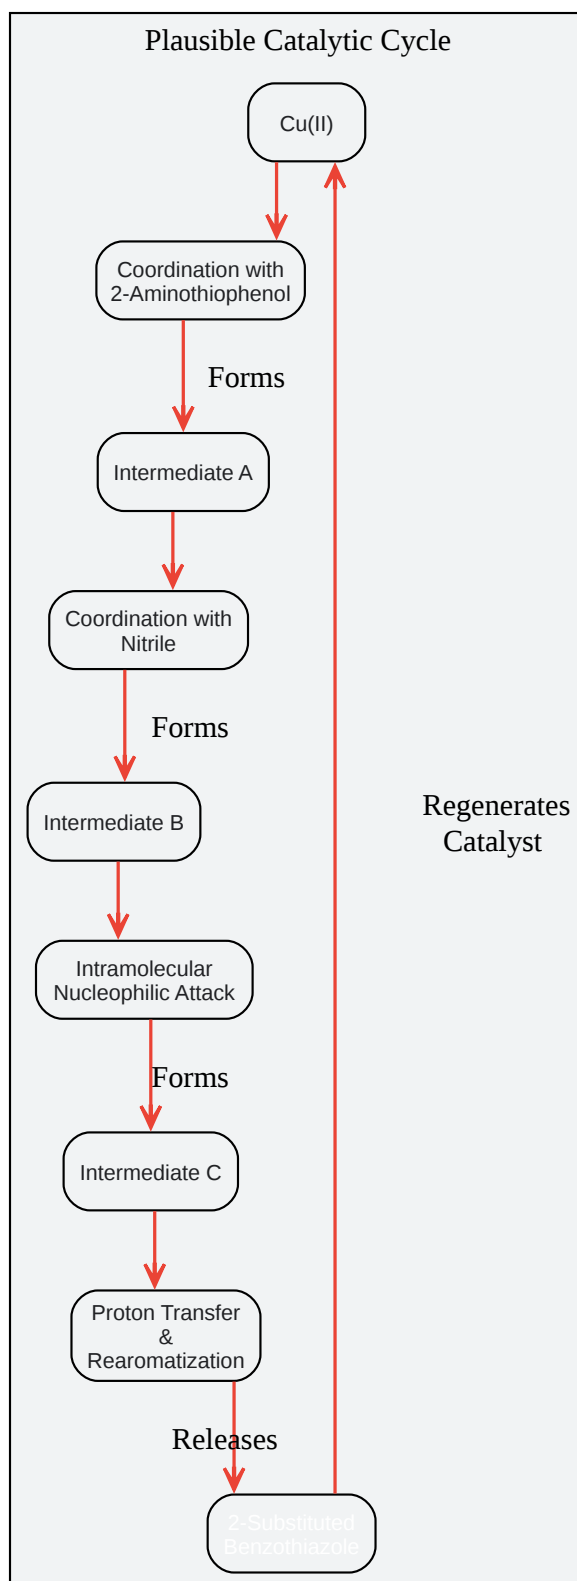 Plausible Catalytic Cycle
Cu(II)
Coordination with
2-Aminothiophenol
Forms
Intermediate A
Coordination with
Nitrile
Forms
Intermediate B
Regenerates
Catalyst
Intramolecular
Nucleophilic Attack
Forms
Intermediate C
Proton Transfer
&
Rearomatization
Releases
2-Substituted
Benzothiazole